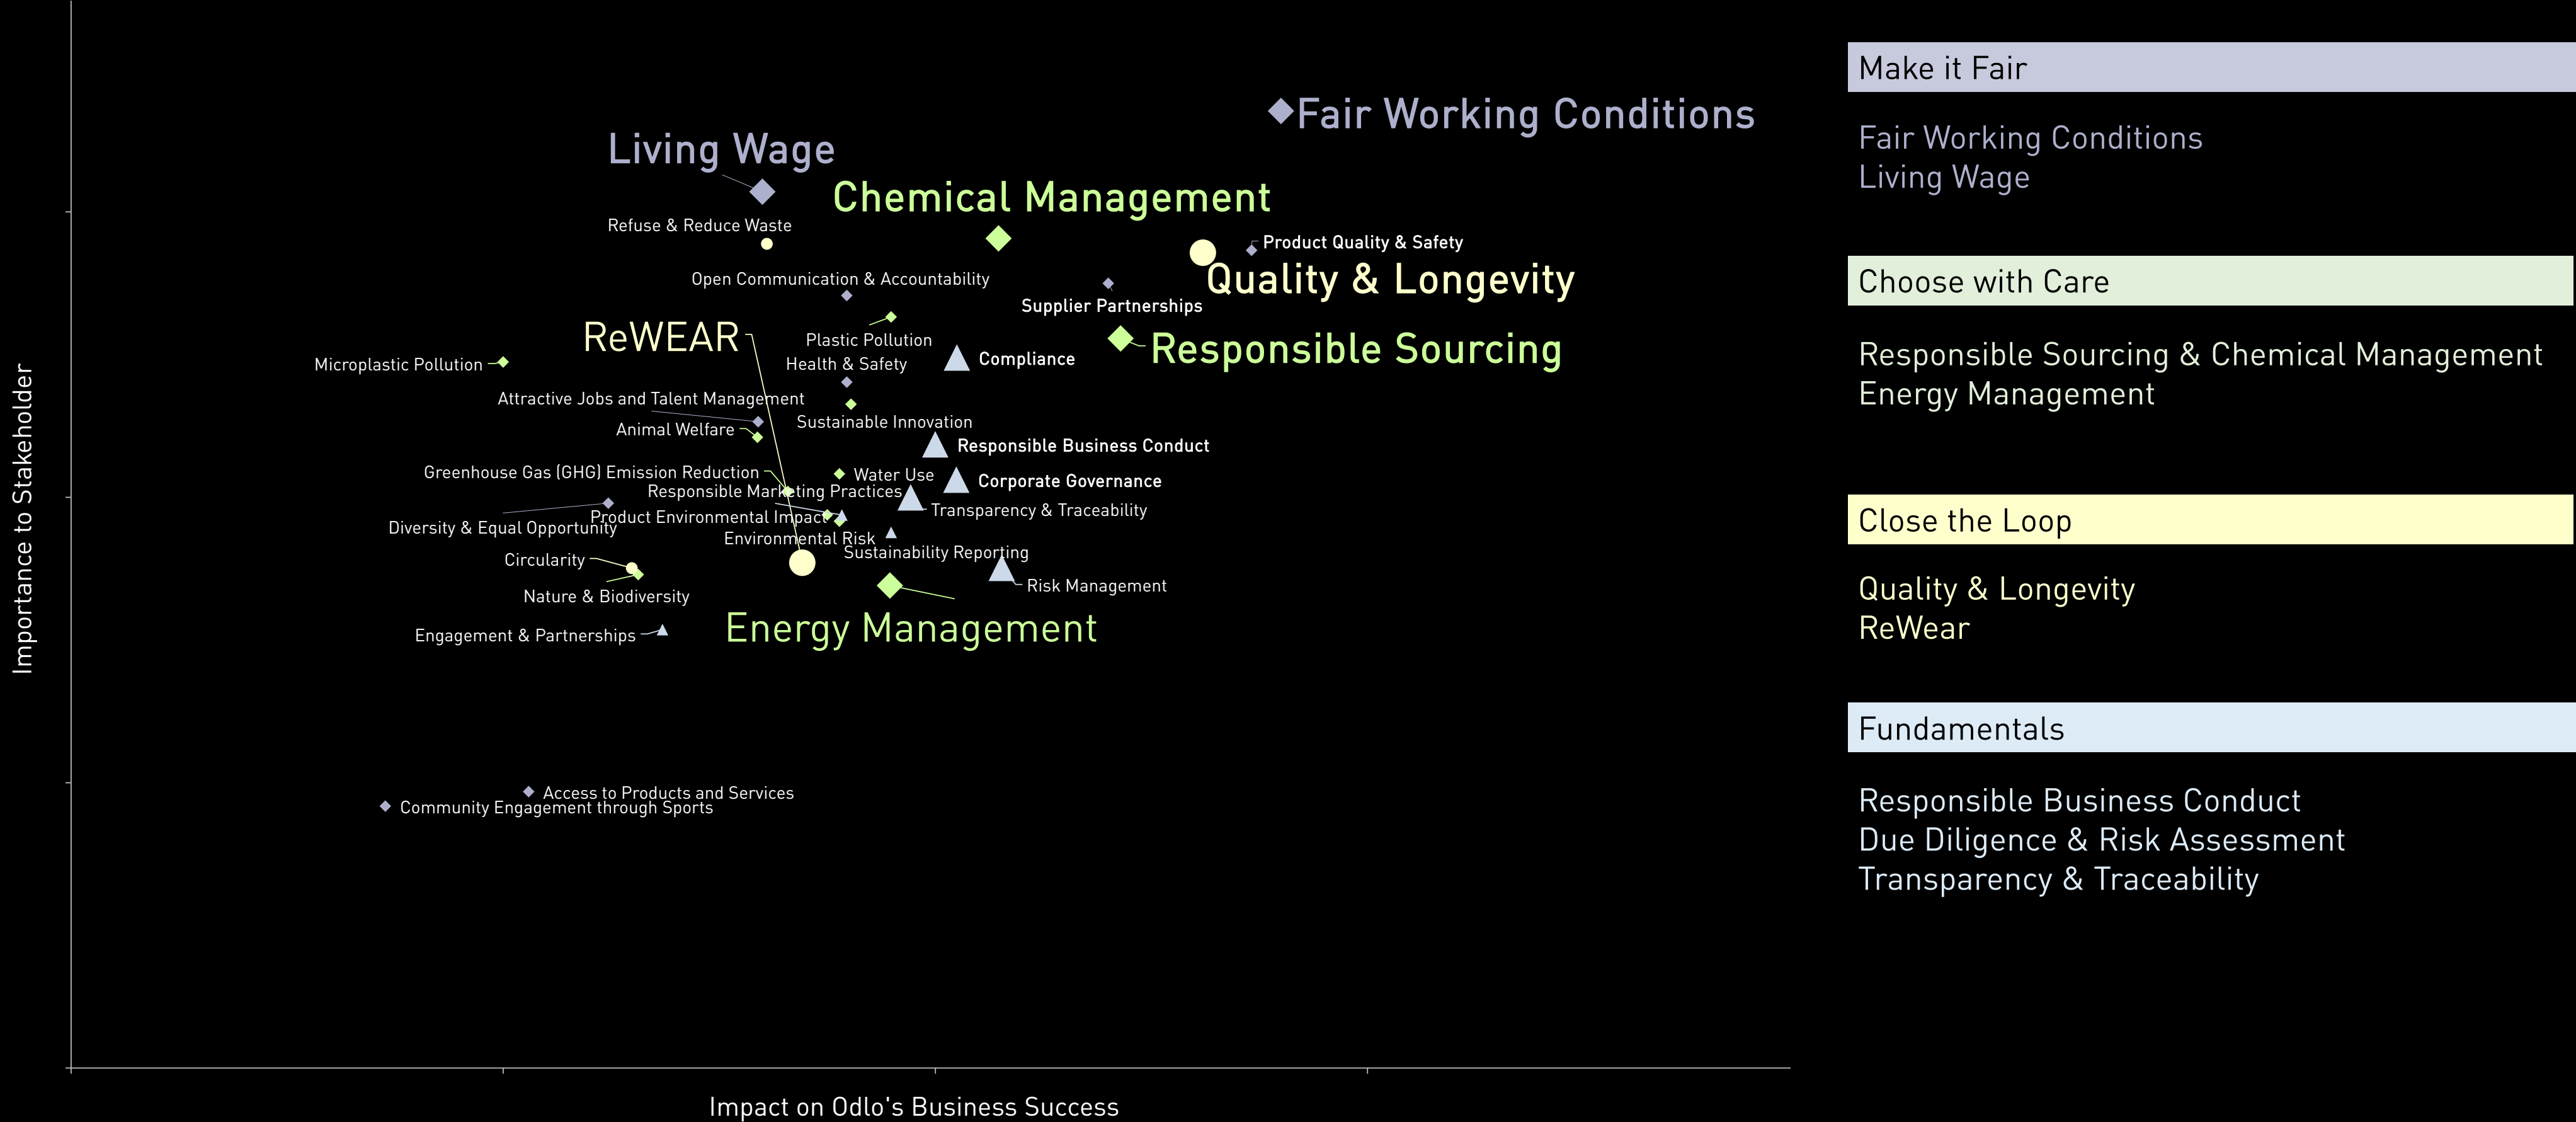 Fair Working Conditions
Living Wage
Chemical Management
Refuse & Reduce Waste
Product Quality & Safety
Open Communication & Accountability
Quality & Longevity
Supplier Partnerships
ReWEAR
Plastic Pollution
Responsible Sourcing
Microplastic Pollution
Health & Safety
Compliance
Attractive Jobs and Talent Management
Animal Welfare
Sustainable Innovation
Responsible Business Conduct
Greenhouse Gas (GHG) Emission Reduction
Water Use
Corporate Governance
Responsible Marketing Practices
Transparency & Traceability
Product Environmental Impact
Diversity & Equal Opportunity
Environmental Risk
Sustainability Reporting
Circularity
Risk Management
Nature & Biodiversity
Energy Management
Engagement & Partnerships
Access to Products and Services
Community Engagement through Sports
Importance to Stakeholder
Impact on Odlo's Business Success
Make it Fair
Fair Working Conditions
Living Wage
Choose with Care
Responsible Sourcing & Chemical Management
Energy Management
Close the Loop
Quality & Longevity
ReWear
Fundamentals
Responsible Business Conduct
Due Diligence & Risk Assessment
Transparency & Traceability